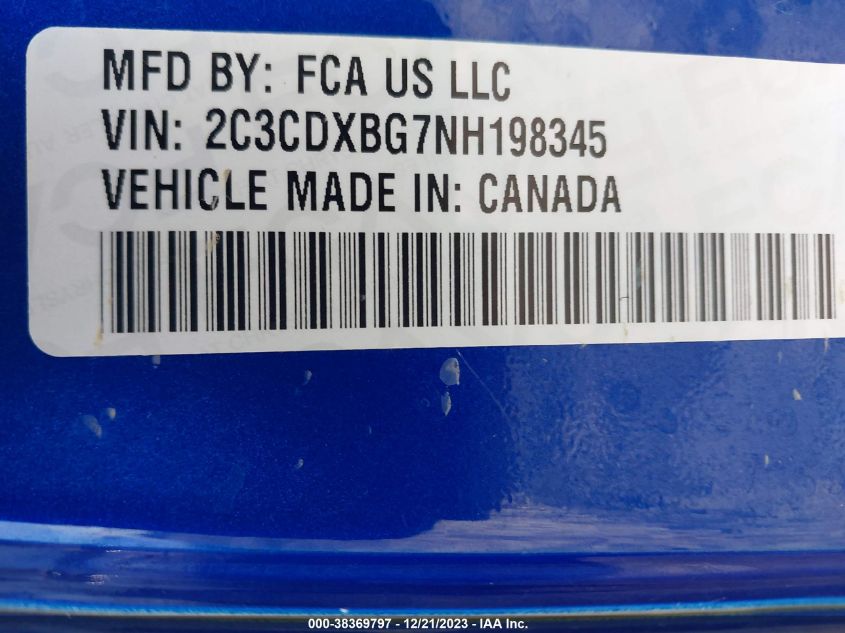 MFD BY: FCA US LLC
VIN: 2C3CDXBG7NH198345
VEHICLE MADE IN: CANADA
000-38369797 - 12/21/2023 - IAA Inc.